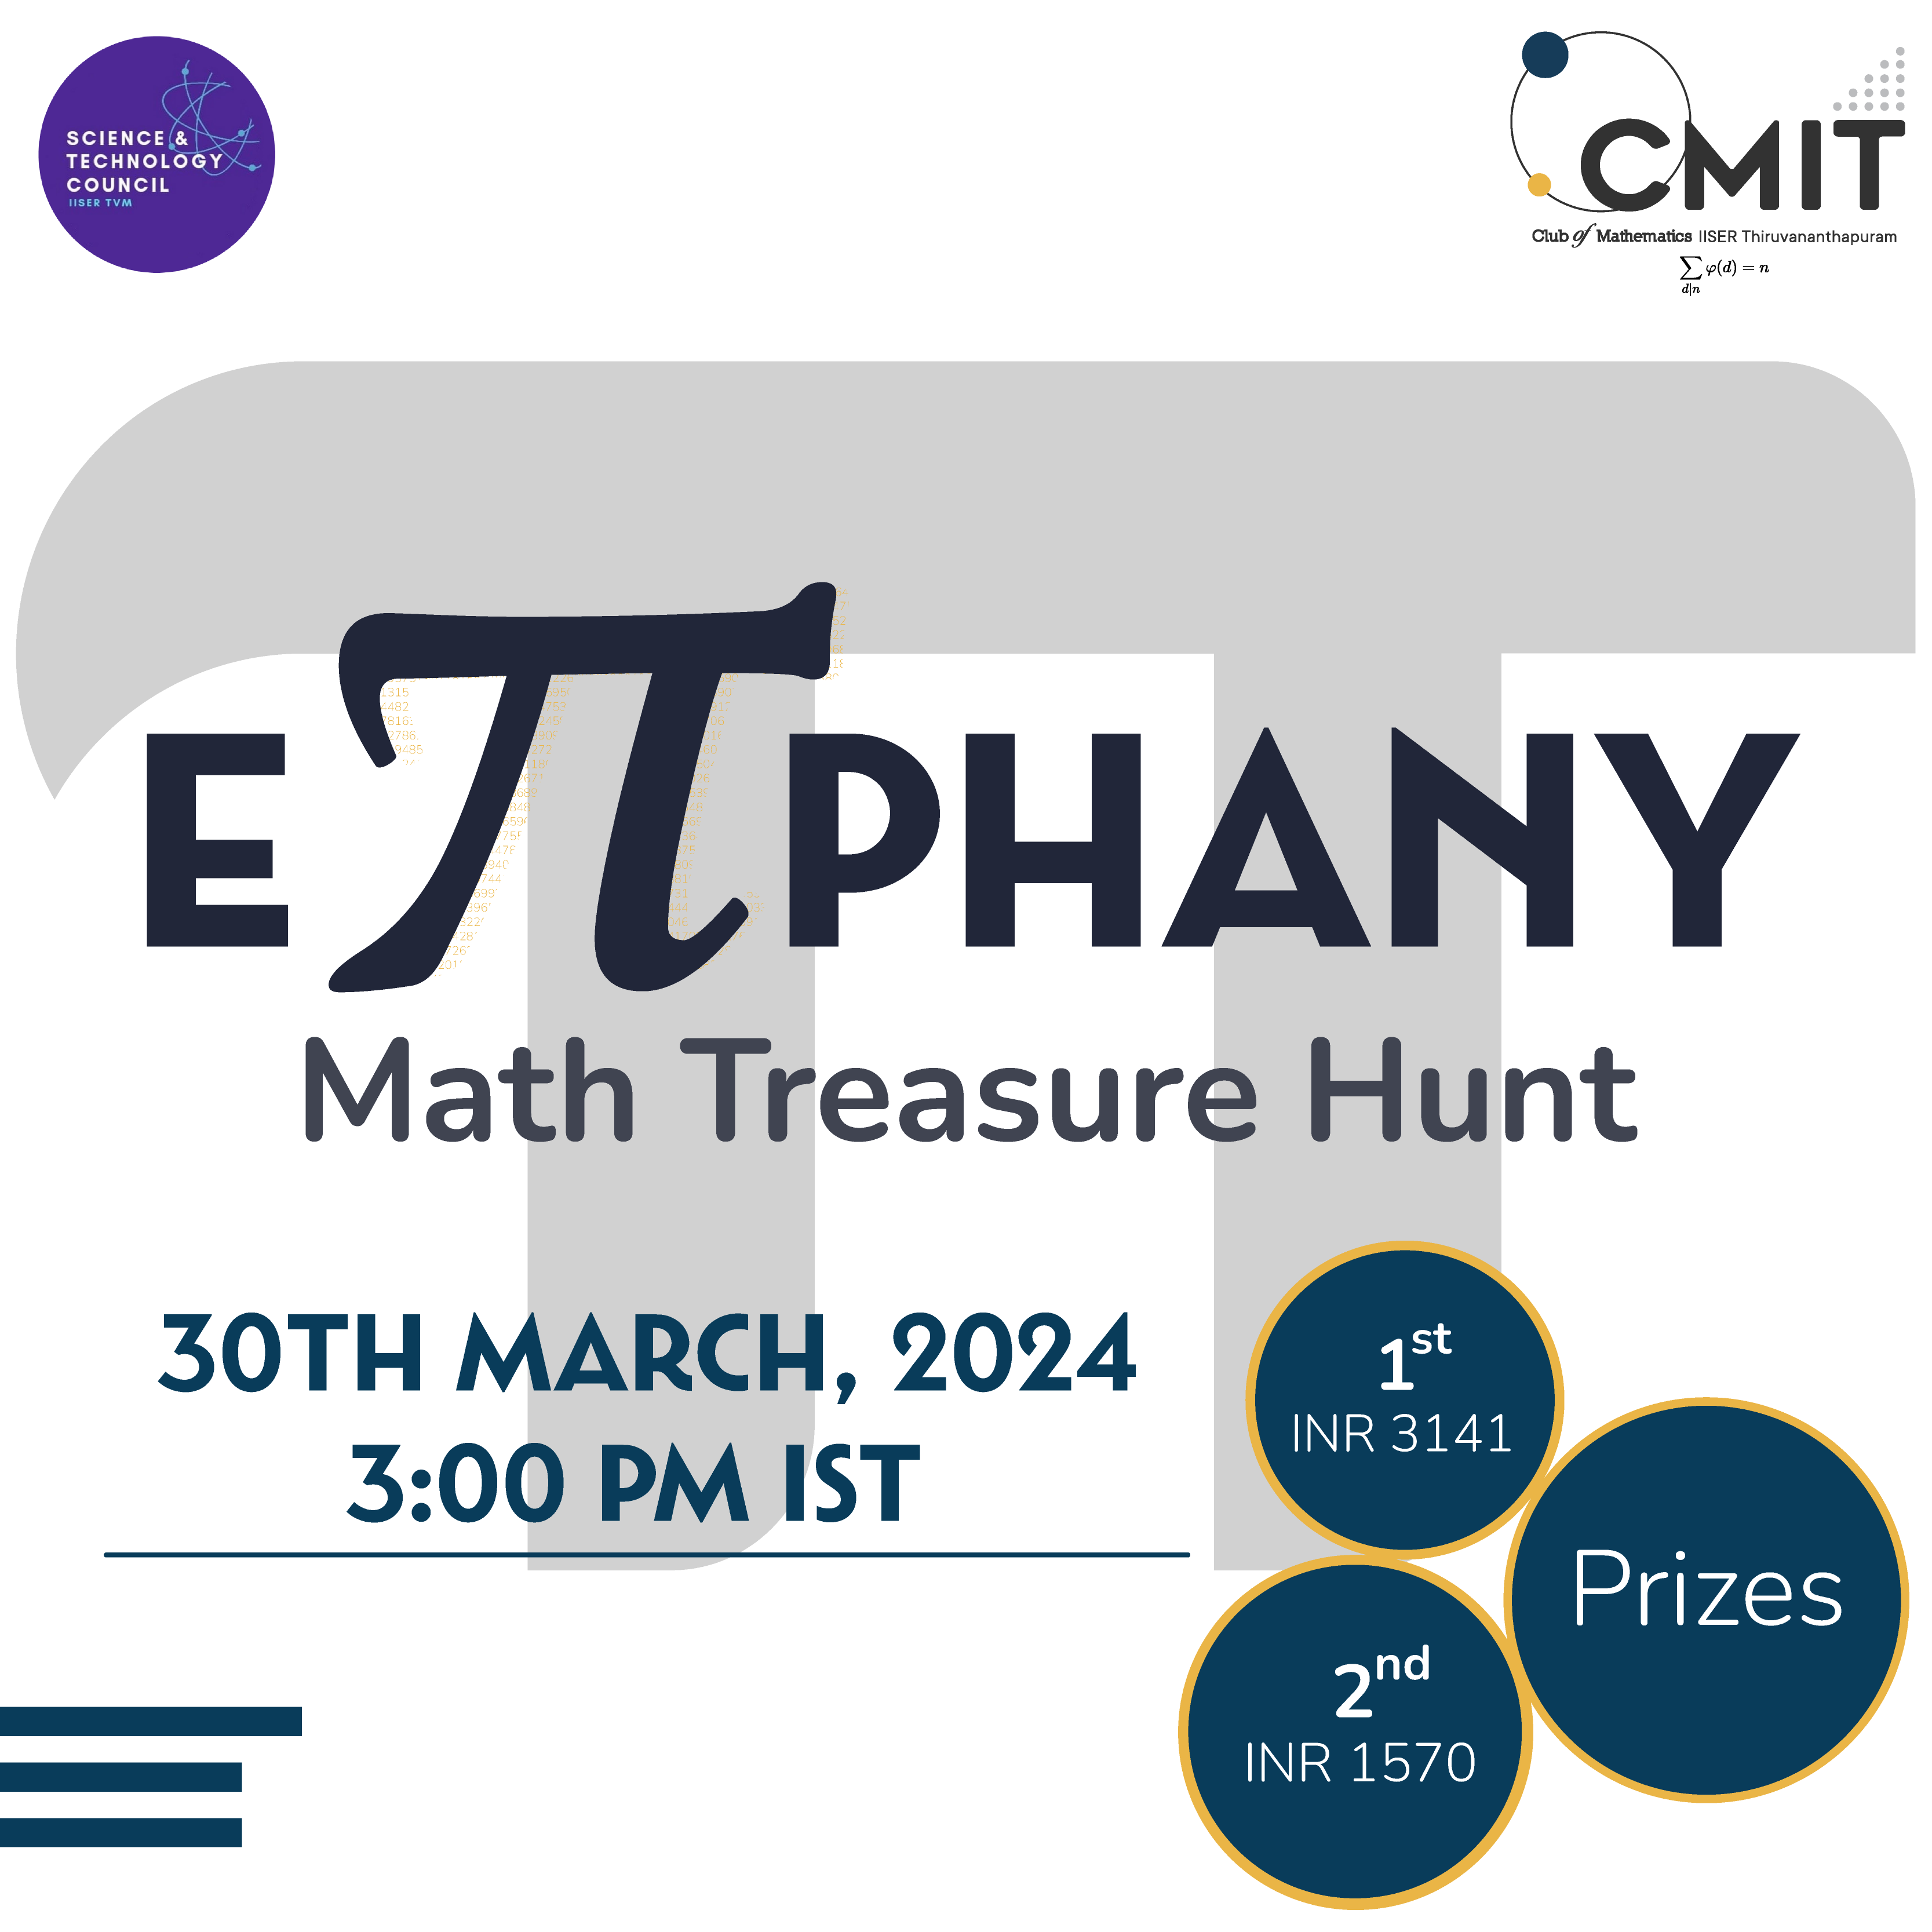 SCIENCE &
TECHNOLOGY
COUNCIL
IISER TVM
CMIT
Club of Mathematics IISER Thiruvananthapuram
∑ φ(d) = n
d|n
EπPHANY
Math Treasure Hunt
30TH MARCH, 2024
3:00 PM IST
1st
INR 3141
Prizes
2nd
INR 1570